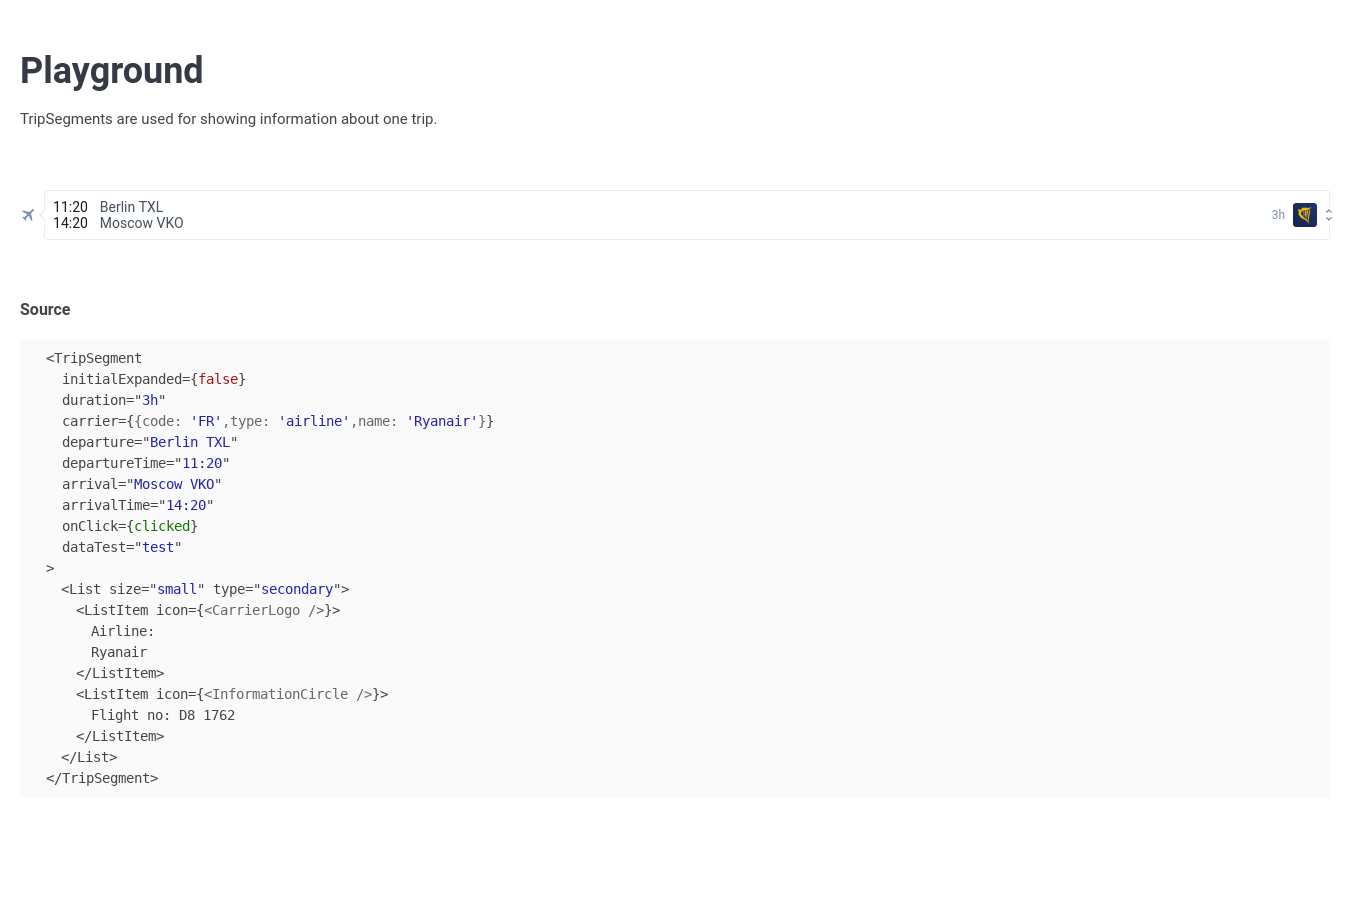 Playground
TripSegments are used for showing information about one trip.
11:20 Berlin TXL
14:20 Moscow VKO
3h
Source
<TripSegment
initialExpanded={false}
duration="3h"
carrier={{code: 'FR',type: 'airline',name: 'Ryanair'}}
departure="Berlin TXL"
departureTime="11:20"
arrival="Moscow VKO"
arrivalTime="14:20"
onClick={clicked}
dataTest="test"
>
<List size="small" type="secondary">
<ListItem icon={<CarrierLogo />}>
Airline:
Ryanair
</ListItem>
<ListItem icon={<InformationCircle />}>
Flight no: D8 1762
</ListItem>
</List>
</TripSegment>